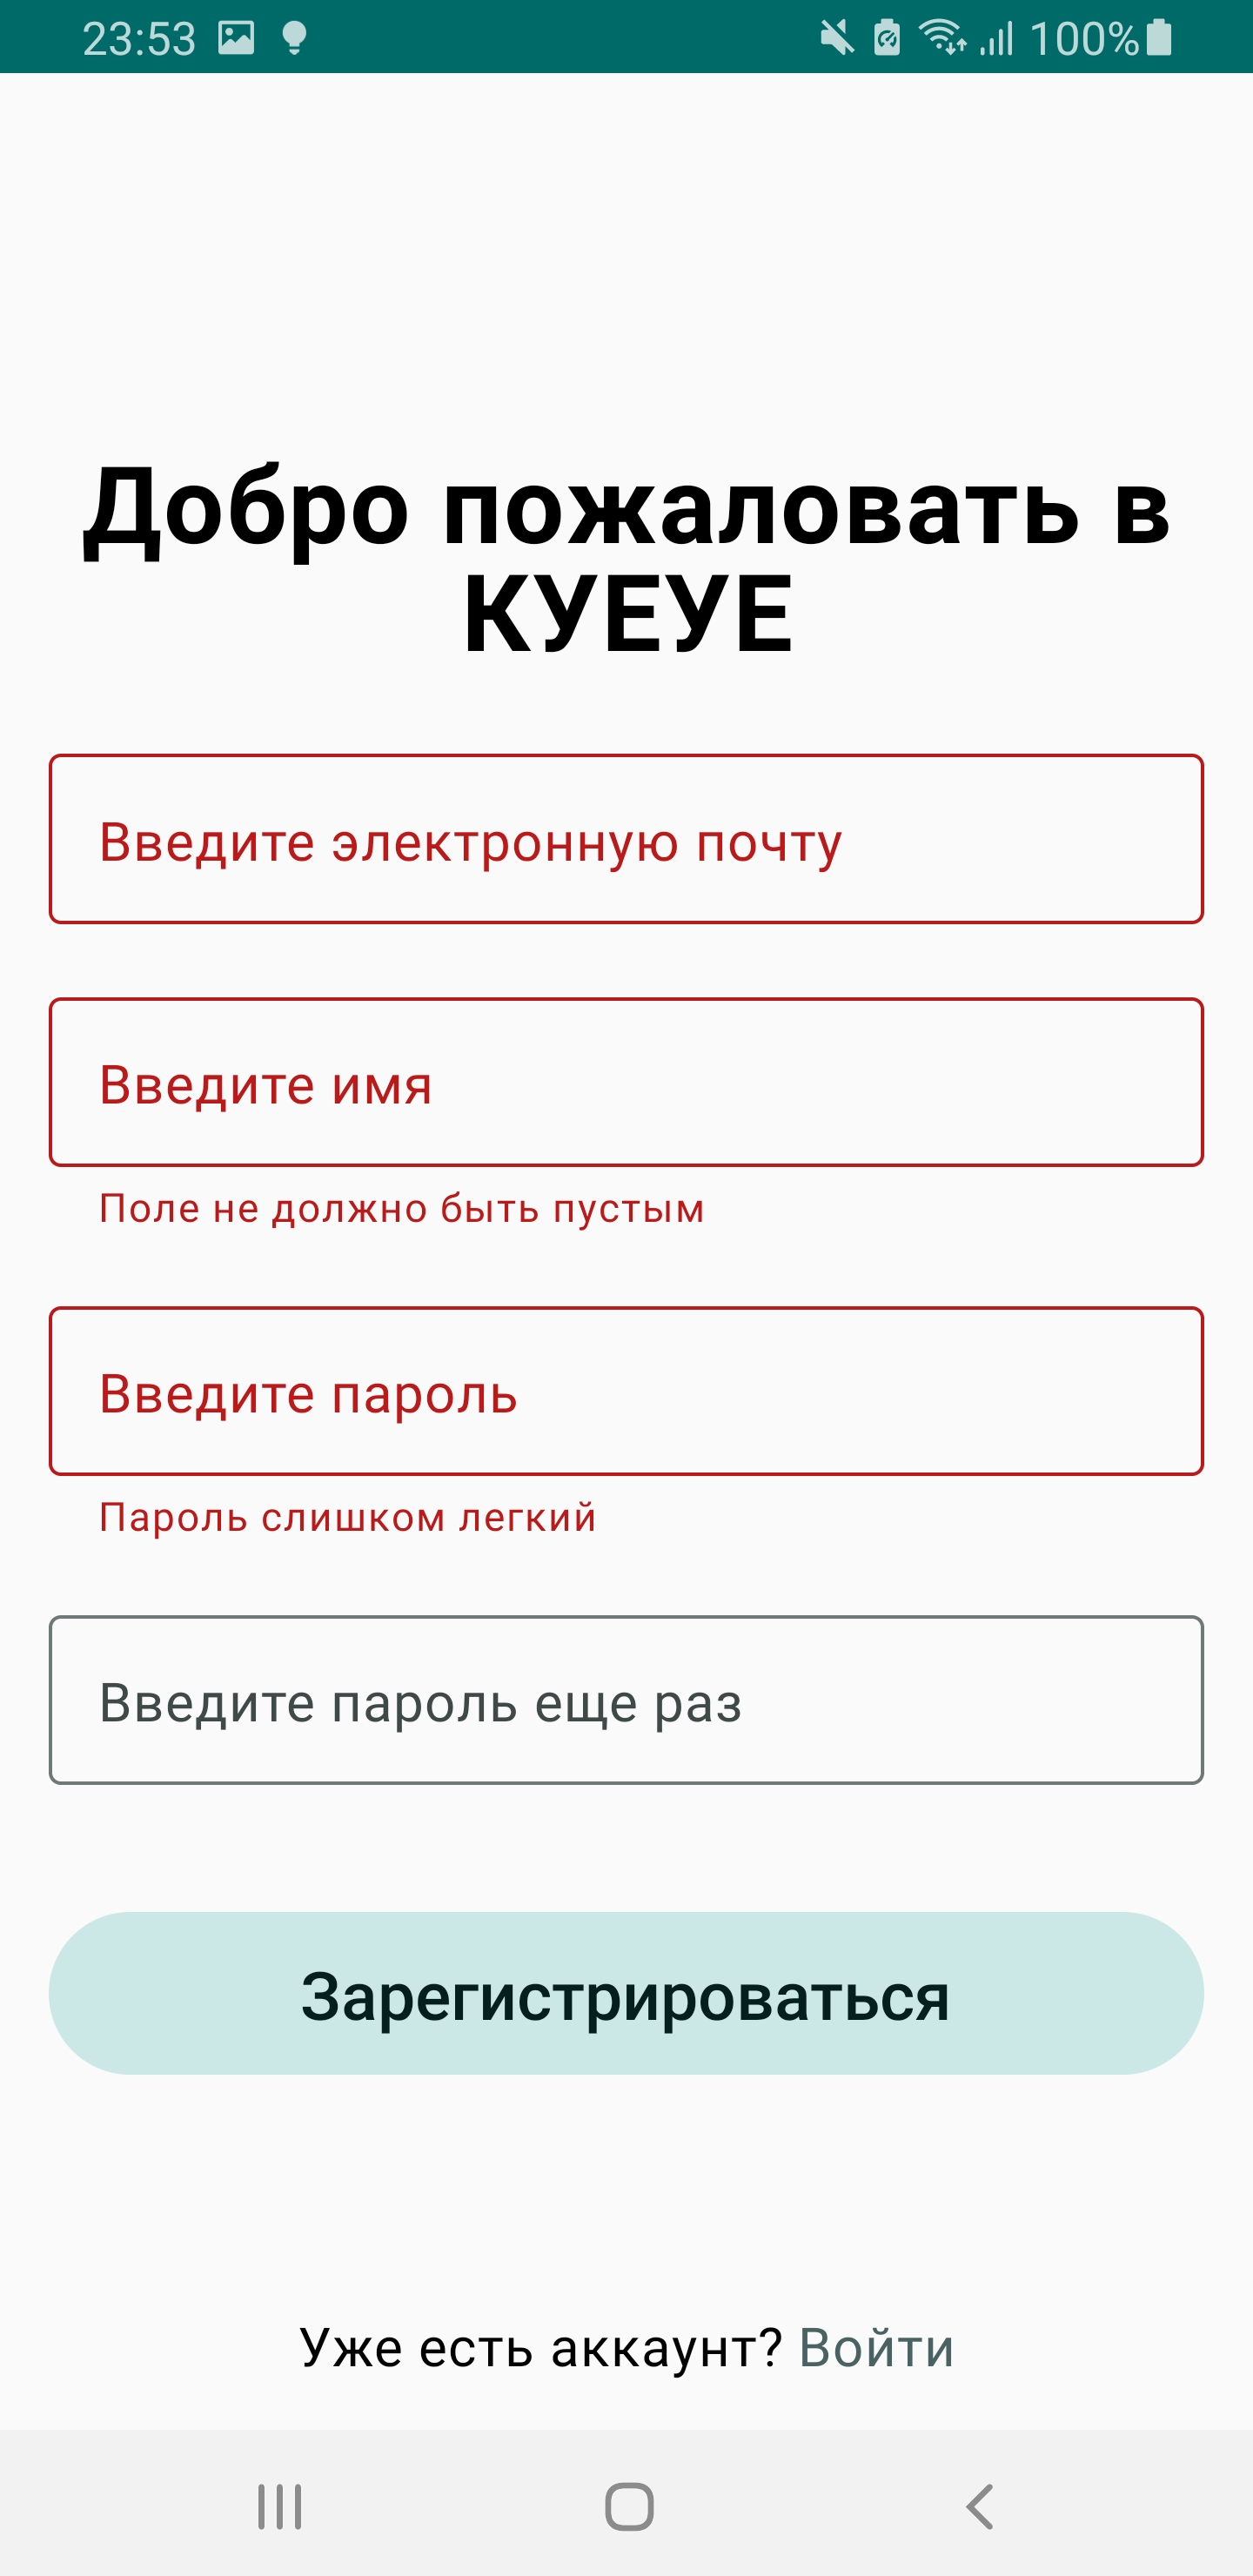 23:53 100%
Добро пожаловать в
КУЕУЕ
Введите электронную почту
Введите имя
Поле не должно быть пустым
Введите пароль
Пароль слишком легкий
Введите пароль еще раз
Зарегистрироваться
Уже есть аккаунт? Войти